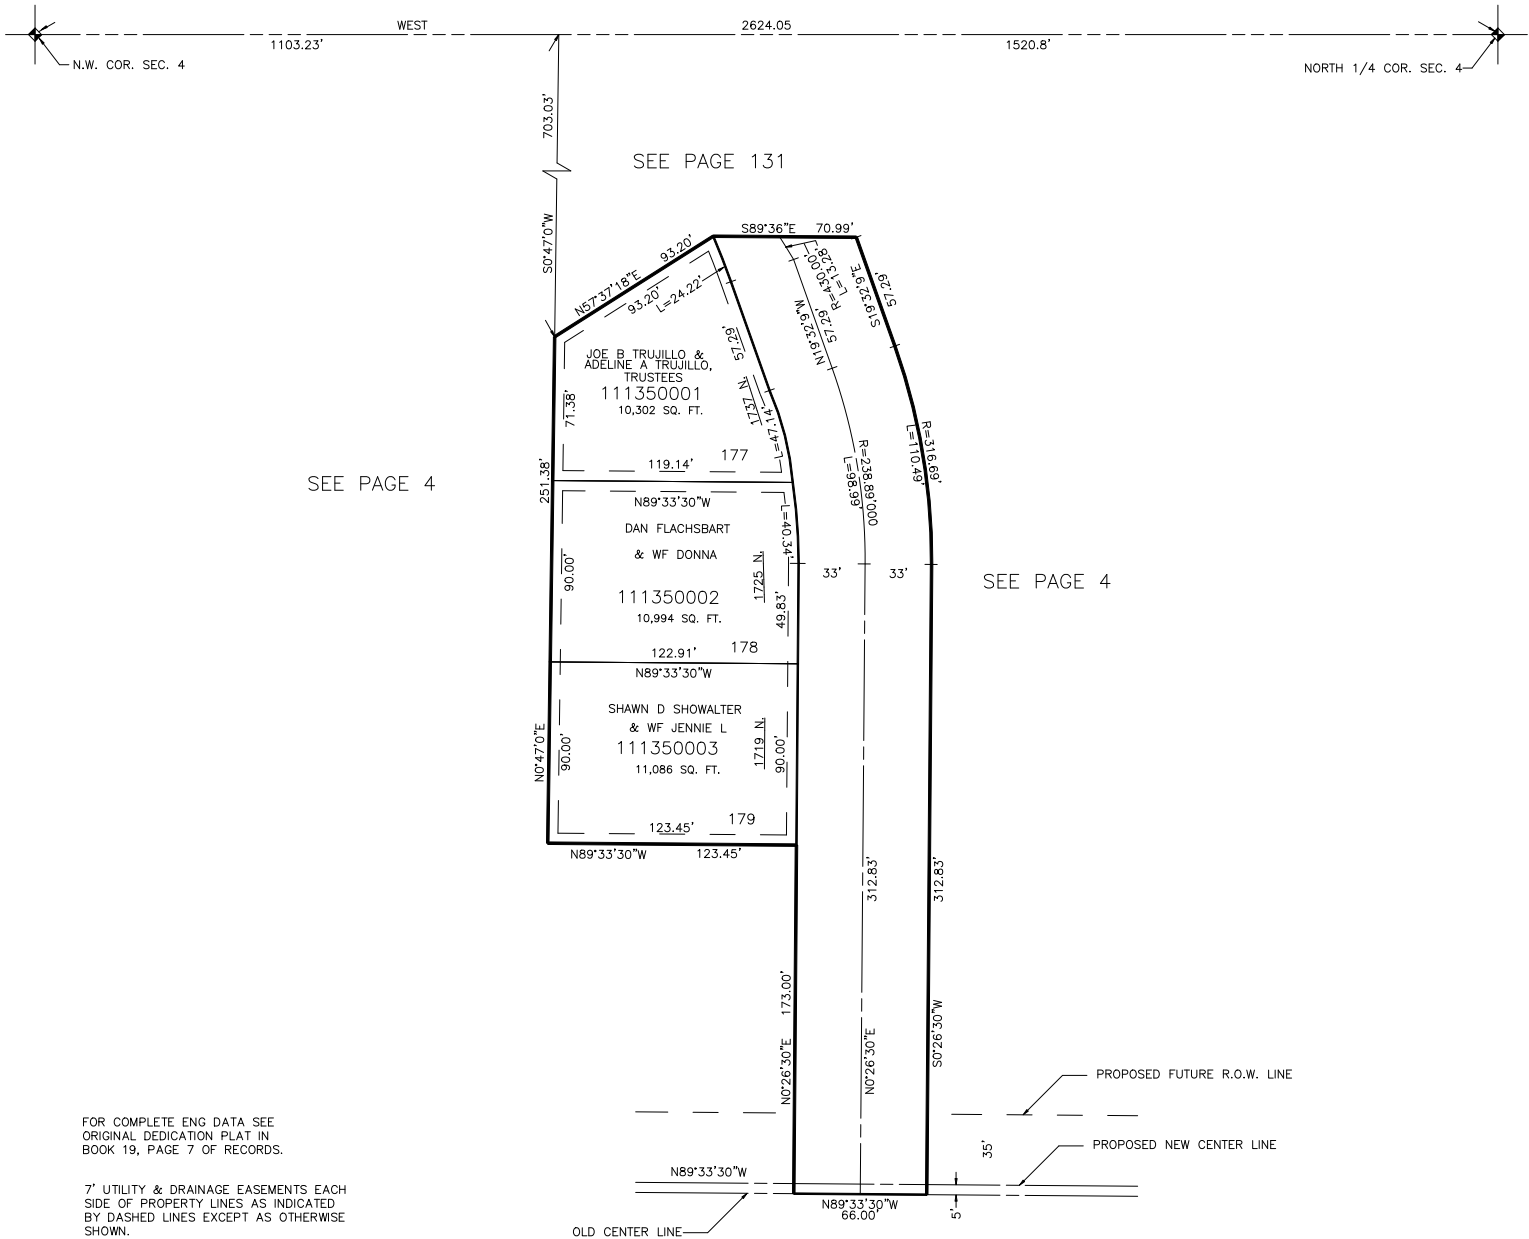 WEST
2624.05
1103.23'
1520.8'
N.W. COR. SEC. 4
NORTH 1/4 COR. SEC. 4
703.03'
SEE PAGE 131
S0°47'0"W
S89°36"E 70.99'
N57°37'18"E 93.20'
93.20'
L=24.22'
R=430.00'
L=13.28'
S19°32'9"E
57.29'
N19°32'9"W
57.29'
57.29'
JOE B TRUJILLO &
ADELINE A TRUJILLO,
TRUSTEES
111350001
10,302 SQ. FT.
71.38'
1737 N.
L=47.14'
177
119.14'
R=316.69'
L=110.49'
R=238.89'000
L=98.99'
SEE PAGE 4
251.38'
N89°33'30"W
DAN FLACHSBART
& WF DONNA
L=40.34'
90.00'
1725 N.
111350002
10,994 SQ. FT.
49.83'
33'
33'
SEE PAGE 4
178
122.91'
N89°33'30"W
SHAWN D SHOWALTER
& WF JENNIE L
111350003
11,086 SQ. FT.
N0°47'0"E
90.00'
1719 N.
90.00'
179
123.45'
N89°33'30"W
123.45'
312.83'
312.83'
173.00'
N0°26'30"E
N0°26'30"E
S0°26'30"W
PROPOSED FUTURE R.O.W. LINE
35'
PROPOSED NEW CENTER LINE
N89°33'30"W
N89°33'30"W
66.00'
5'
OLD CENTER LINE
FOR COMPLETE ENG DATA SEE
ORIGINAL DEDICATION PLAT IN
BOOK 19, PAGE 7 OF RECORDS.
7' UTILITY & DRAINAGE EASEMENTS EACH
SIDE OF PROPERTY LINES AS INDICATED
BY DASHED LINES EXCEPT AS OTHERWISE
SHOWN.